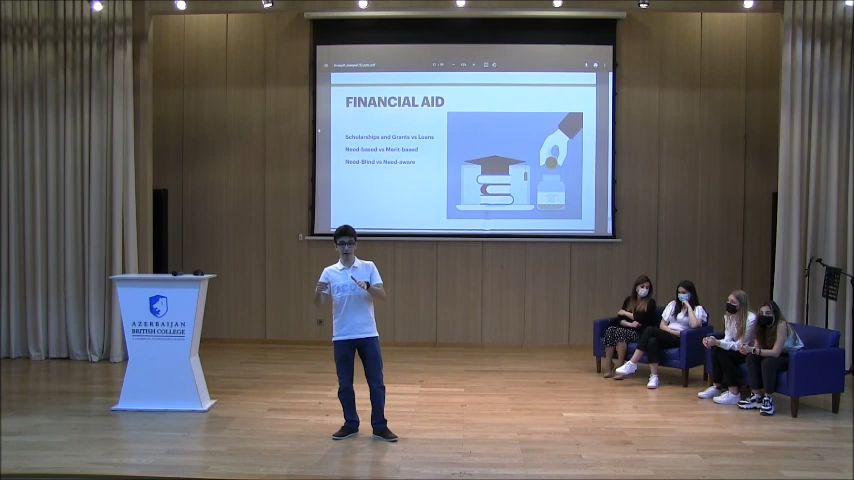 FINANCIAL AID
Scholarships and Grants vs Loans
Need-based vs Merit-based
Need-Blind vs Need-aware
AZERBAIJAN
BRITISH COLLEGE